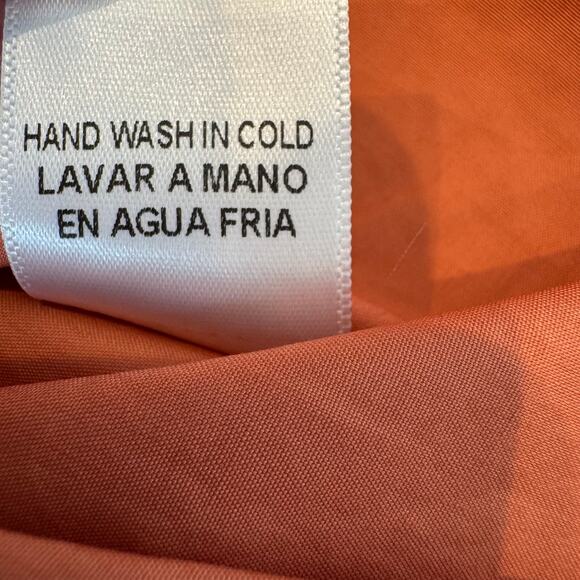 HAND WASH IN COLD
LAVAR A MANO
EN AGUA FRIA